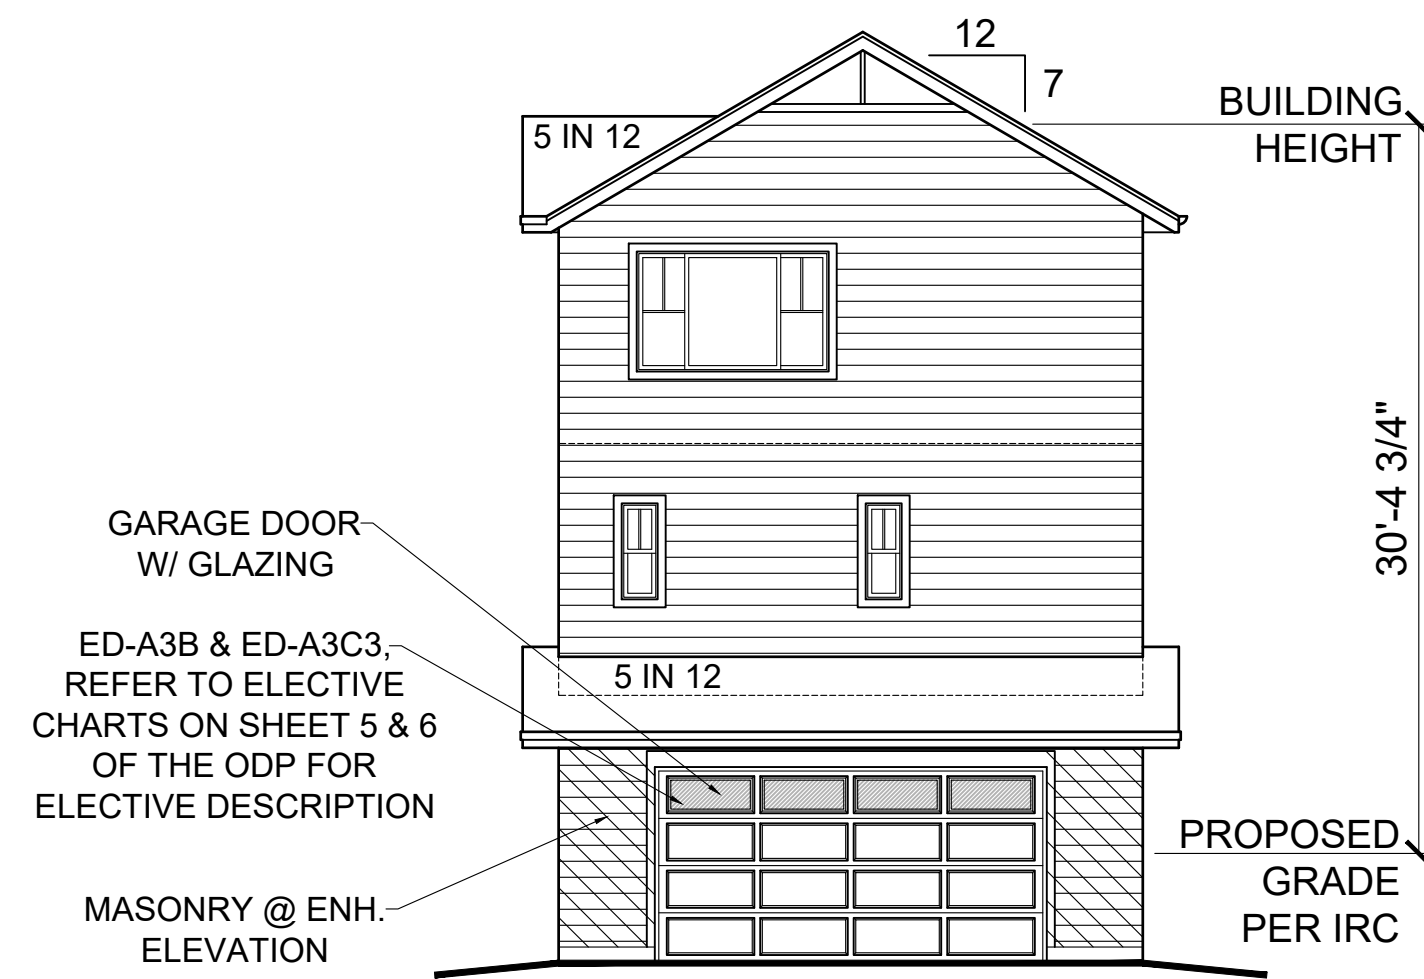 12
7
BUILDING
HEIGHT
5 IN 12
30'-4 3/4"
GARAGE DOOR
W/ GLAZING
ED-A3B & ED-A3C3,
REFER TO ELECTIVE
CHARTS ON SHEET 5 & 6
OF THE ODP FOR
ELECTIVE DESCRIPTION
5 IN 12
MASONRY @ ENH.
ELEVATION
PROPOSED
GRADE
PER IRC